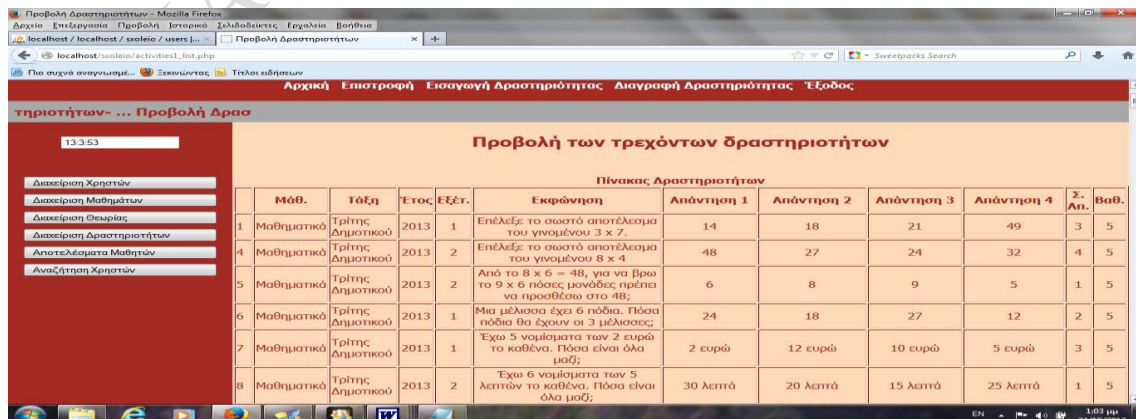 Προβολή Δραστηριοτήτων - Mozilla Firefox
Αρχείο Επεξεργασία Προβολή Ιστορικό Σελιδοδείκτες Εργαλεία Βοήθεια
localhost / localhost / sxoleio / users |... × Προβολή Δραστηριοτήτων × +
localhost/sxoleio/activities1_list.php Sweetpacks Search
Πιο συχνά αναγνωσμέ... Ξεκινώντας Τίτλοι ειδήσεων
Αρχική Επιστροφή Εισαγωγή Δραστηριότητας Διαγραφή Δραστηριότητας Έξοδος
τηριοτήτων- ... Προβολή Δρασ
13:3:53
Διαχείριση Χρηστών
Διαχείριση Μαθημάτων
Διαχείριση Θεωρίας
Διαχείριση Δραστηριοτήτων
Αποτελέσματα Μαθητών
Αναζήτηση Χρηστών
Προβολή των τρεχόντων δραστηριοτήτων
Πίνακας Δραστηριοτήτων
Μάθ. Τάξη Έτος Εξέτ. Εκφώνηση Απάντηση 1 Απάντηση 2 Απάντηση 3 Απάντηση 4 Σ. Απ. Βαθ.
1 Μαθηματικά Τρίτης Δημοτικού 2013 1 Επέλεξε το σωστό αποτέλεσμα του γινομένου 3 x 7. 14 18 21 49 3 5
4 Μαθηματικά Τρίτης Δημοτικού 2013 2 Επέλεξε το σωστό αποτέλεσμα του γινομένου 8 x 4 48 27 24 32 4 5
5 Μαθηματικά Τρίτης Δημοτικού 2013 2 Από το 8 x 6 = 48, για να βρω το 9 x 6 πόσες μονάδες πρέπει να προσθέσω στο 48; 6 8 9 5 1 5
6 Μαθηματικά Τρίτης Δημοτικού 2013 1 Μια μέλισσα έχει 6 πόδια. Πόσα πόδια θα έχουν οι 3 μέλισσες; 24 18 27 12 2 5
7 Μαθηματικά Τρίτης Δημοτικού 2013 1 Έχω 5 νομίσματα των 2 ευρώ το καθένα. Πόσα είναι όλα μαζί; 2 ευρώ 12 ευρώ 10 ευρώ 5 ευρώ 3 5
8 Μαθηματικά Τρίτης Δημοτικού 2013 2 Έχω 6 νομίσματα των 5 λεπτών το καθένα. Πόσα είναι όλα μαζί; 30 λεπτά 20 λεπτά 15 λεπτά 25 λεπτά 1 5
EN 1:03 μμ